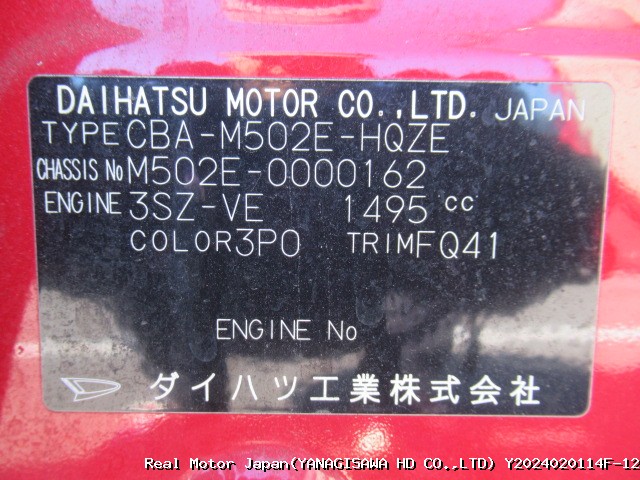 DAIHATSU MOTOR CO.,LTD. JAPAN
TYPE CBA-M502E-HQZE
CHASSIS No M502E-0000162
ENGINE 3SZ-VE 1495 cc
COLOR 3P0 TRIM FQ41
ENGINE No
ダイハツ工業株式会社
Real Motor Japan(YANAGISAWA HD CO.,LTD) Y2024020114F-12